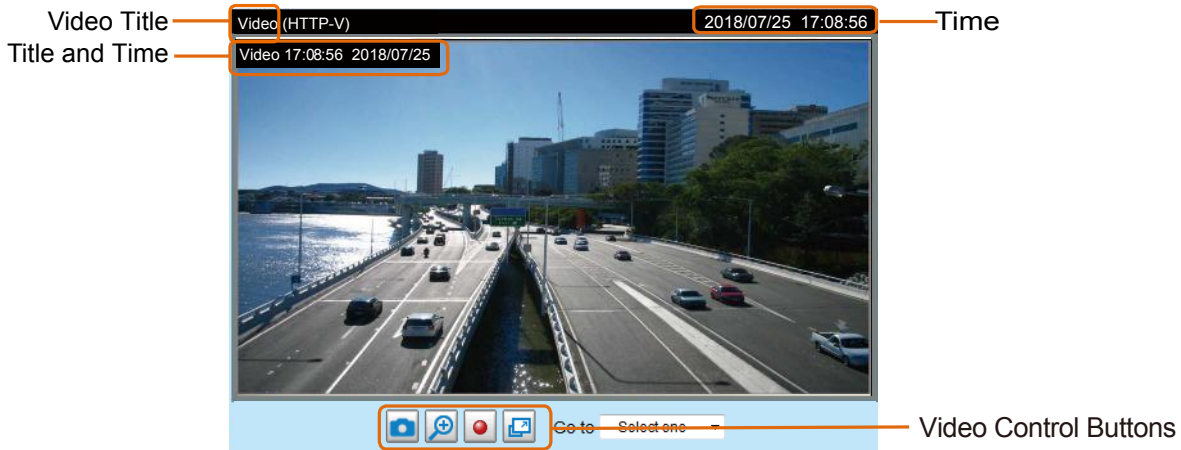 Video Title
Video (HTTP-V)
2018/07/25 17:08:56
Time
Title and Time
Video 17:08:56 2018/07/25
Go to
Select one
Video Control Buttons